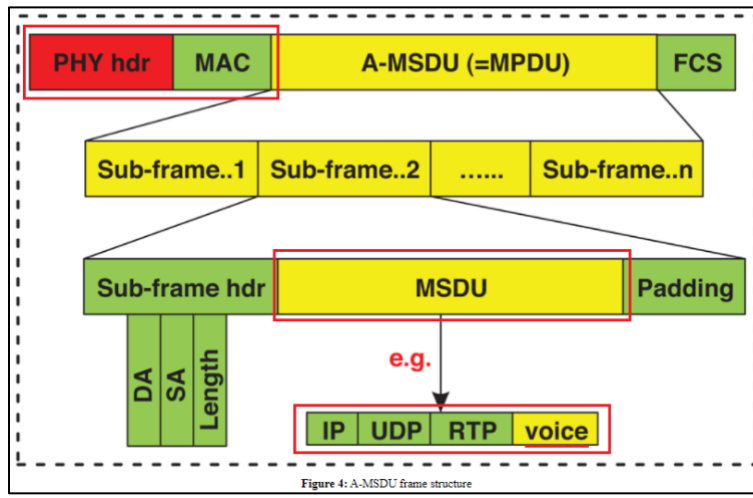 PHY hdr MAC A-MSDU (=MPDU) FCS
Sub-frame..1 Sub-frame..2 ...... Sub-frame..n
Sub-frame hdr MSDU Padding
DA SA Length
e.g.
IP UDP RTP voice
Figure 4: A-MSDU frame structure